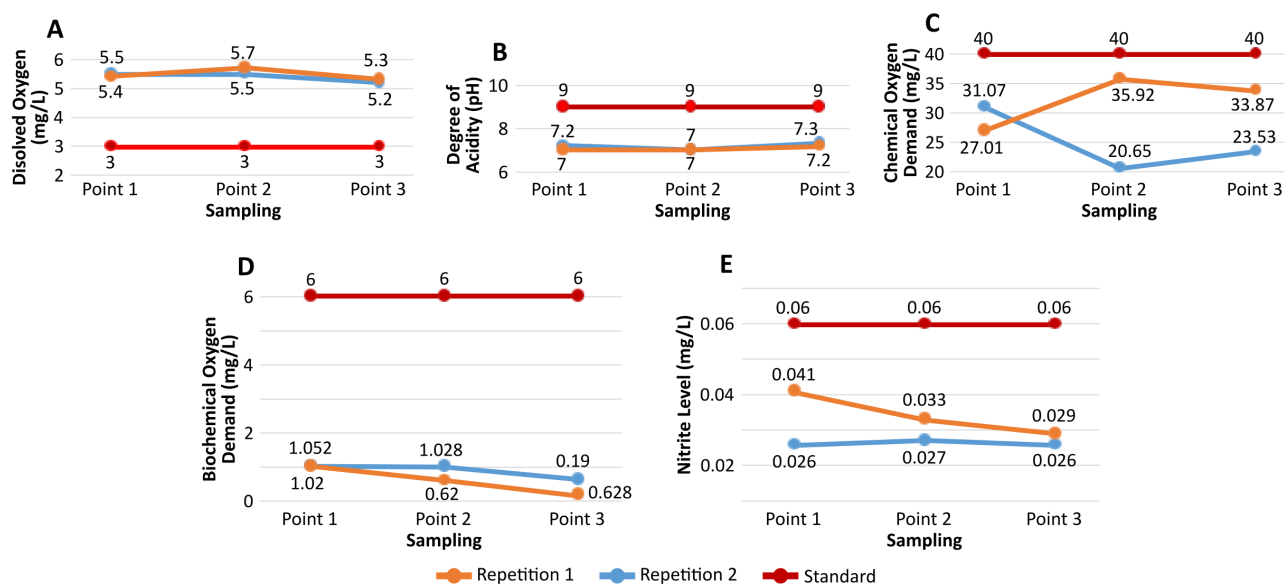 A
Disolved Oxygen
(mg/L)
6
5
4
3
2
5.5
5.7
5.3
5.4
5.5
5.2
3
3
3
Point 1
Point 2
Point 3
Sampling
B
Degree of
Acidity (pH)
10
8
6
9
9
9
7.2
7
7.3
7
7
7.2
Point 1
Point 2
Point 3
Sampling
C
Chemical Oxygen
Demand (mg/L)
40
35
30
25
20
40
40
40
31.07
35.92
33.87
27.01
20.65
23.53
Point 1
Point 2
Point 3
Sampling
D
Biochemical Oxygen
Demand (mg/L)
6
4
2
0
6
6
6
1.052
1.028
0.19
1.02
0.62
0.628
Point 1
Point 2
Point 3
Sampling
E
Nitrite Level (mg/L)
0.06
0.04
0.02
0.06
0.06
0.06
0.041
0.033
0.029
0.026
0.027
0.026
Point 1
Point 2
Point 3
Sampling
Repetition 1
Repetition 2
Standard